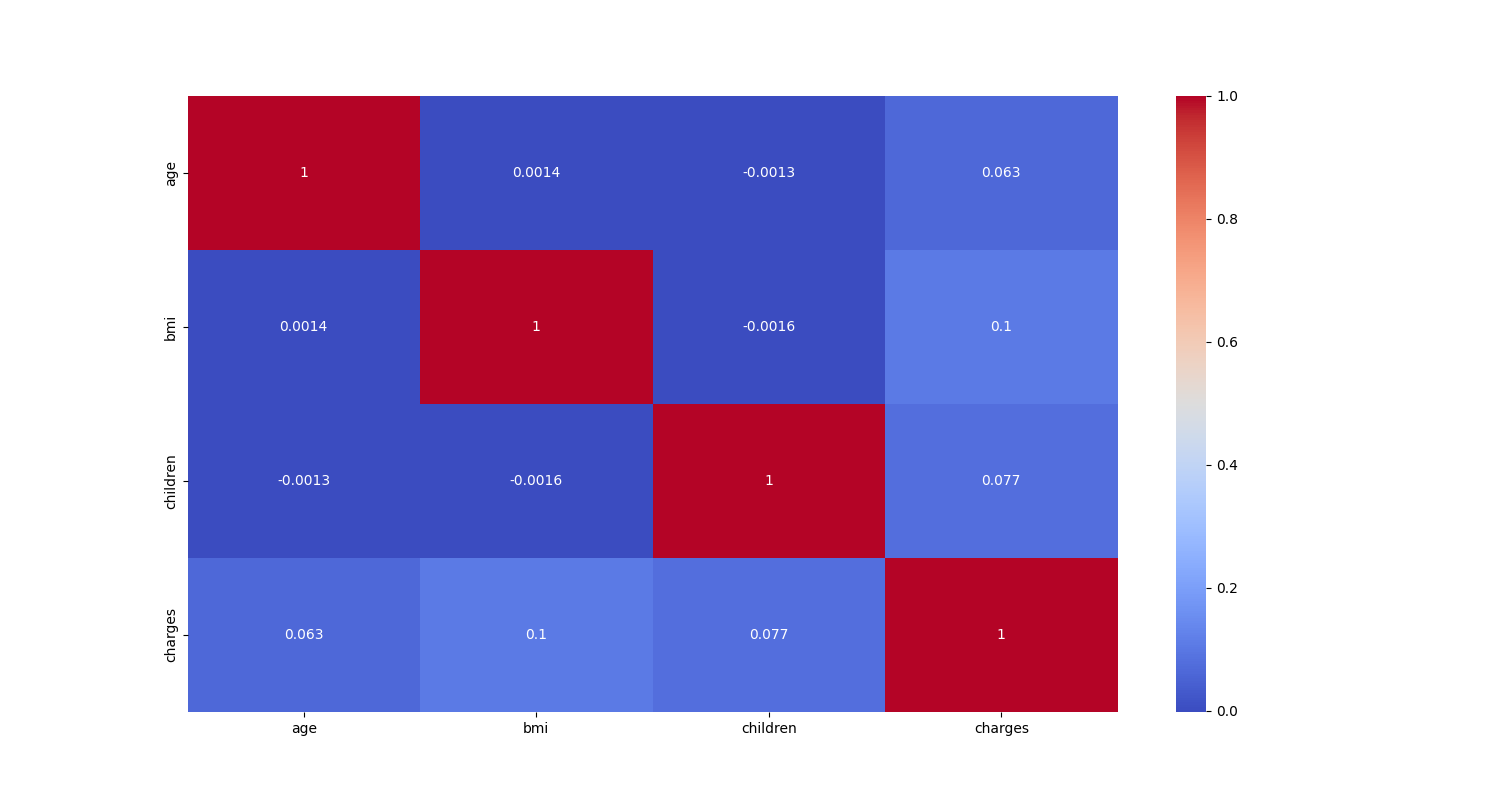 age 1 0.0014 -0.0013 0.063
bmi 0.0014 1 -0.0016 0.1
children -0.0013 -0.0016 1 0.077
charges 0.063 0.1 0.077 1
age bmi children charges
1.0
0.8
0.6
0.4
0.2
0.0